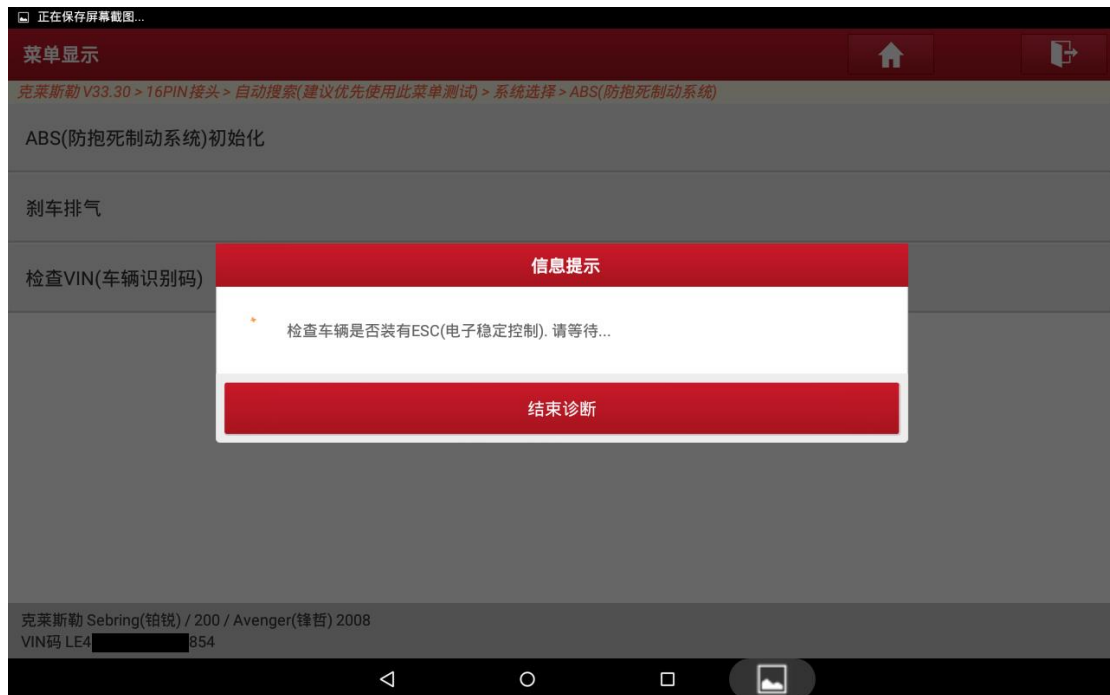 正在保存屏幕截图...
菜单显示
克莱斯勒 V33.30 > 16PIN接头 > 自动搜索(建议优先使用此菜单测试) > 系统选择 > ABS(防抱死制动系统)
ABS(防抱死制动系统)初始化
刹车排气
检查VIN(车辆识别码)
信息提示
检查车辆是否装有ESC(电子稳定控制). 请等待...
结束诊断
克莱斯勒 Sebring(铂锐) / 200 / Avenger(锋哲) 2008
VIN码 LE4 854